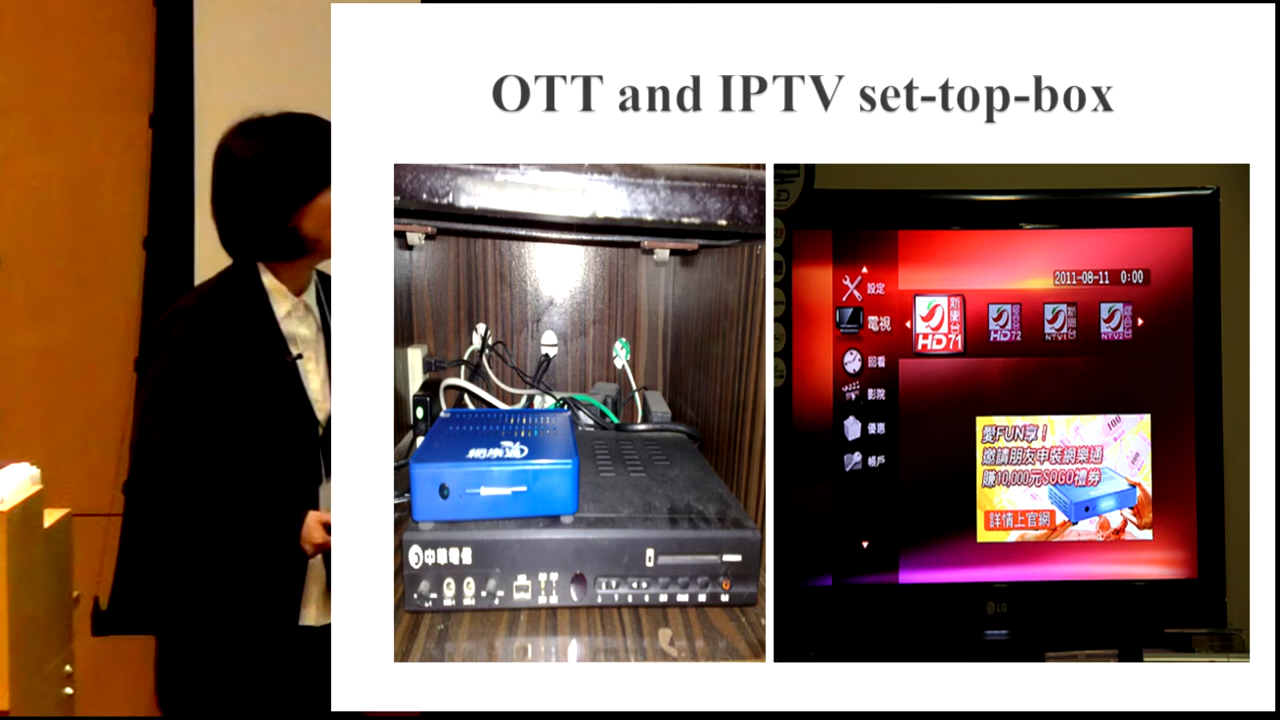 OTT and IPTV set-top-box
網樂通
中華電信
2011-08-11 0:00
設定
電視
回看
影院
優惠
帳戶
HD71
HD72
NTV1
NTV2
愛FUN享！
邀請朋友申裝網樂通
賺10,000元SOGO禮券
詳情上官網
LG